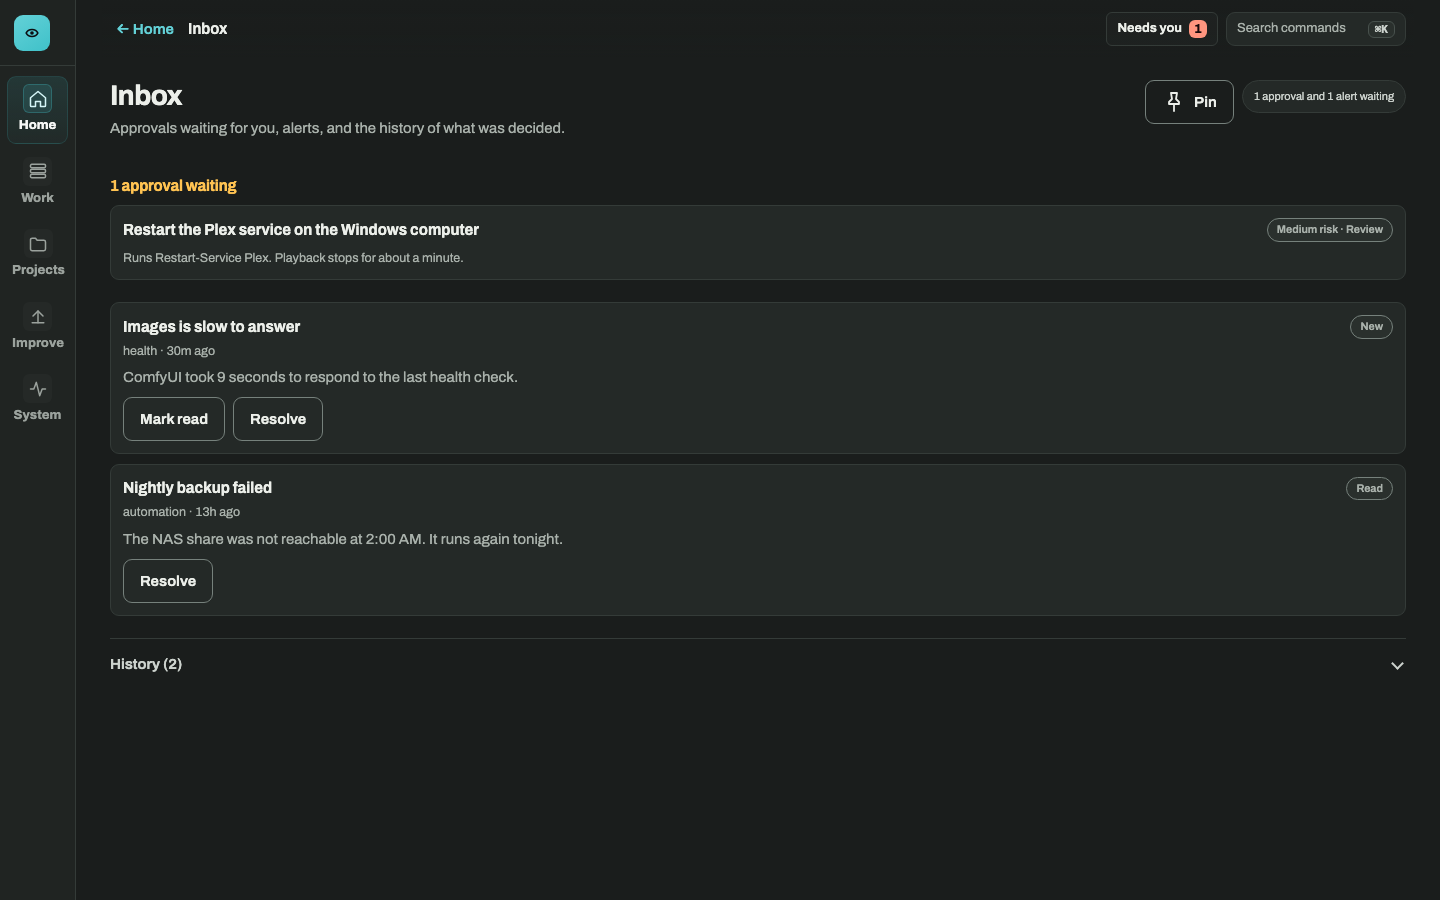 ← Home Inbox
Needs you 1
Search commands ⌘K
Home
Work
Projects
Improve
System
Inbox
Approvals waiting for you, alerts, and the history of what was decided.
Pin
1 approval and 1 alert waiting
1 approval waiting
Restart the Plex service on the Windows computer
Medium risk · Review
Runs Restart-Service Plex. Playback stops for about a minute.
Images is slow to answer
New
health · 30m ago
ComfyUI took 9 seconds to respond to the last health check.
Mark read
Resolve
Nightly backup failed
Read
automation · 13h ago
The NAS share was not reachable at 2:00 AM. It runs again tonight.
Resolve
History (2)